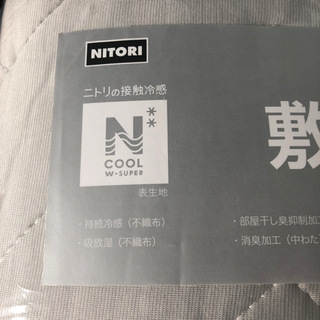 NITORI
ニトリの接触冷感
N**
COOL
W-SUPER
表生地
敷
・持続冷感（不織布）
・吸放湿（不織布）
・部屋干し臭抑制加工
・消臭加工（中わた）